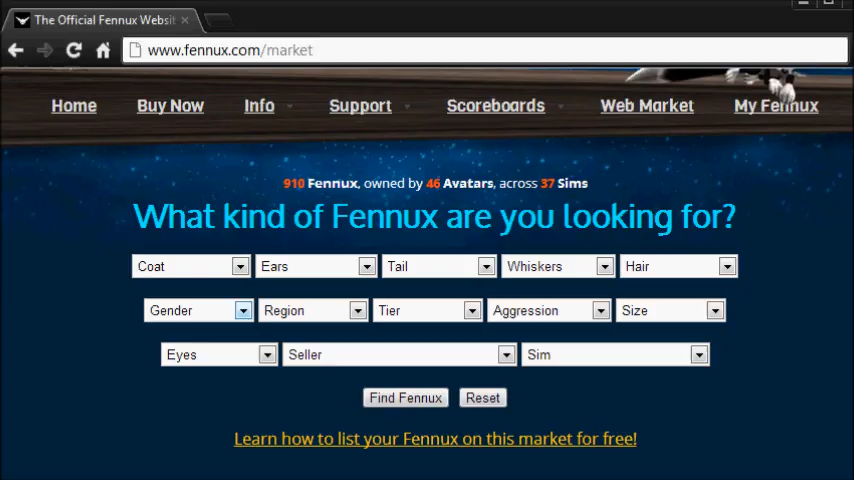 The Official Fennux Websit
www.fennux.com/market
Home Buy Now Info Support Scoreboards Web Market My Fennux
910 Fennux, owned by 46 Avatars, across 37 Sims
What kind of Fennux are you looking for?
Coat Ears Tail Whiskers Hair
Gender Region Tier Aggression Size
Eyes Seller Sim
Find Fennux Reset
Learn how to list your Fennux on this market for free!